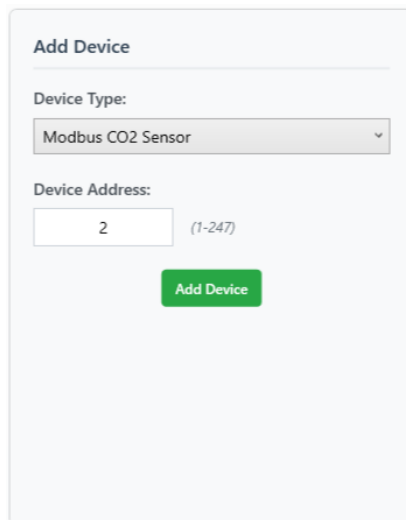 Add Device
Device Type:
Modbus CO2 Sensor
Device Address:
2 (1-247)
Add Device